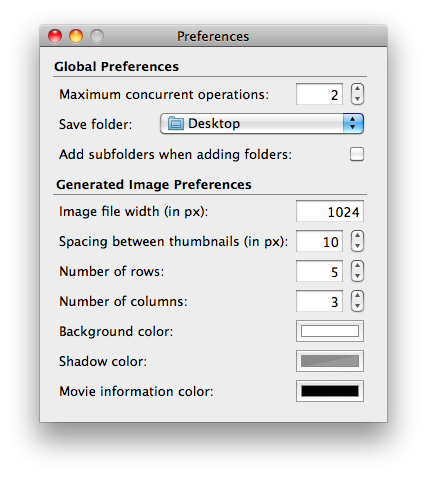 Preferences
Global Preferences
Maximum concurrent operations: 2
Save folder: Desktop
Add subfolders when adding folders:
Generated Image Preferences
Image file width (in px): 1024
Spacing between thumbnails (in px): 10
Number of rows: 5
Number of columns: 3
Background color:
Shadow color:
Movie information color: